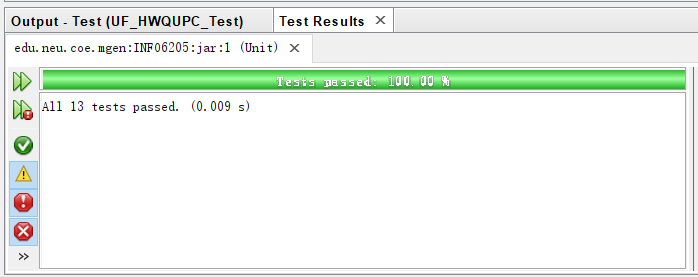 Output - Test (UF_HWQUPC_Test) Test Results
edu.neu.coe.mgen:INFO6205:jar:1 (Unit)
Tests passed: 100.00 %
All 13 tests passed. (0.009 s)